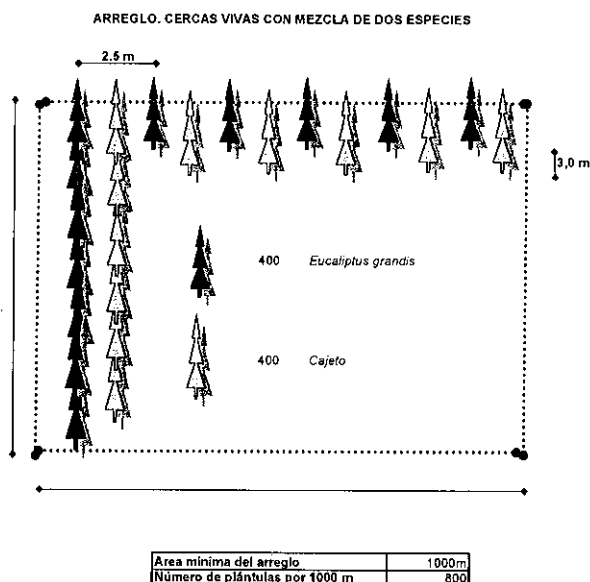 ARREGLO. CERCAS VIVAS CON MEZCLA DE DOS ESPECIES
2.5 m
3,0 m
400 Eucaliptus grandis
400 Cajeto
Area minima del arreglo 1000m
Número de plántulas por 1000 m 800